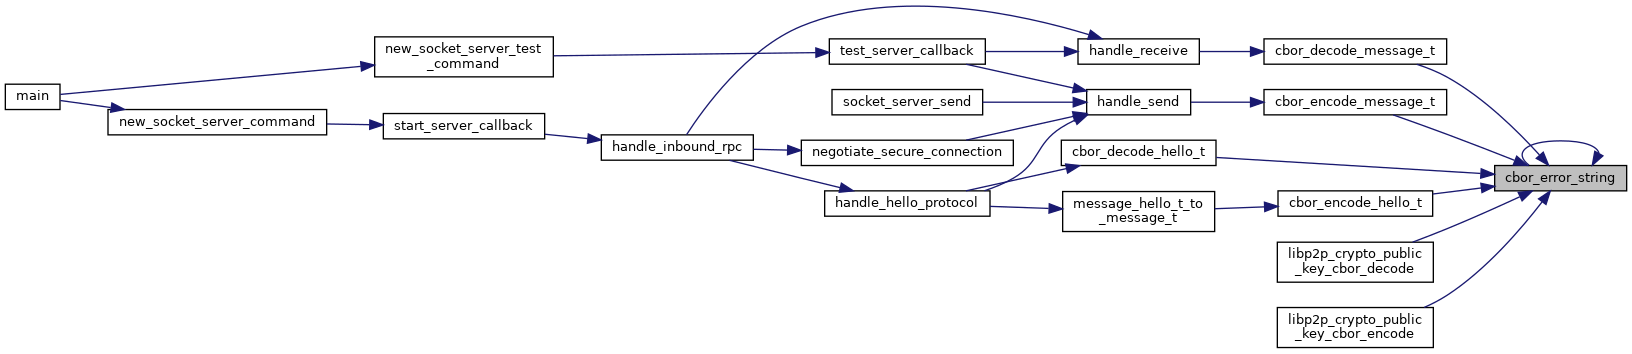 main
new_socket_server_test
_command
new_socket_server_command
start_server_callback
handle_inbound_rpc
test_server_callback
socket_server_send
negotiate_secure_connection
handle_hello_protocol
handle_receive
handle_send
cbor_decode_hello_t
message_hello_t_to
_message_t
cbor_decode_message_t
cbor_encode_message_t
cbor_encode_hello_t
libp2p_crypto_public
_key_cbor_decode
libp2p_crypto_public
_key_cbor_encode
cbor_error_string